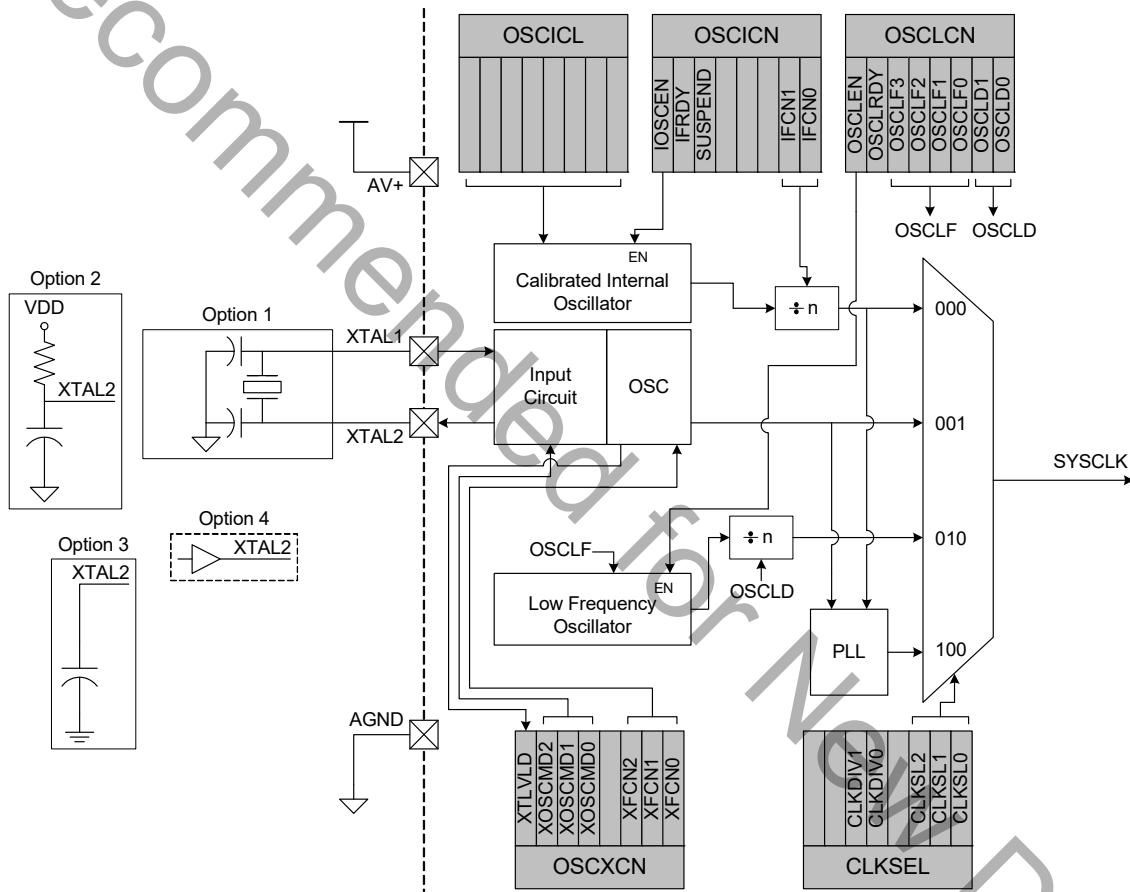 ecommended for New D
OSCICL
OSCICN
IOSCEN
IFRDY
SUSPEND
IFCN1
IFCN0
OSCLCN
OSCLEN
OSCLRDY
OSCLF3
OSCLF2
OSCLF1
OSCLF0
OSCLD1
OSCLD0
AV+
OSCLF
OSCLD
EN
Calibrated Internal
Oscillator
÷ n
000
Option 2
VDD
XTAL2
Option 1
XTAL1
XTAL2
Input
Circuit
OSC
001
SYSCLK
Option 4
XTAL2
Option 3
XTAL2
OSCLF
EN
Low Frequency
Oscillator
÷ n
OSCLD
010
PLL
100
AGND
XTLVLD
XOSCMD2
XOSCMD1
XOSCMD0
XFCN2
XFCN1
XFCN0
OSCXCN
CLKDIV1
CLKDIV0
CLKSL2
CLKSL1
CLKSL0
CLKSEL